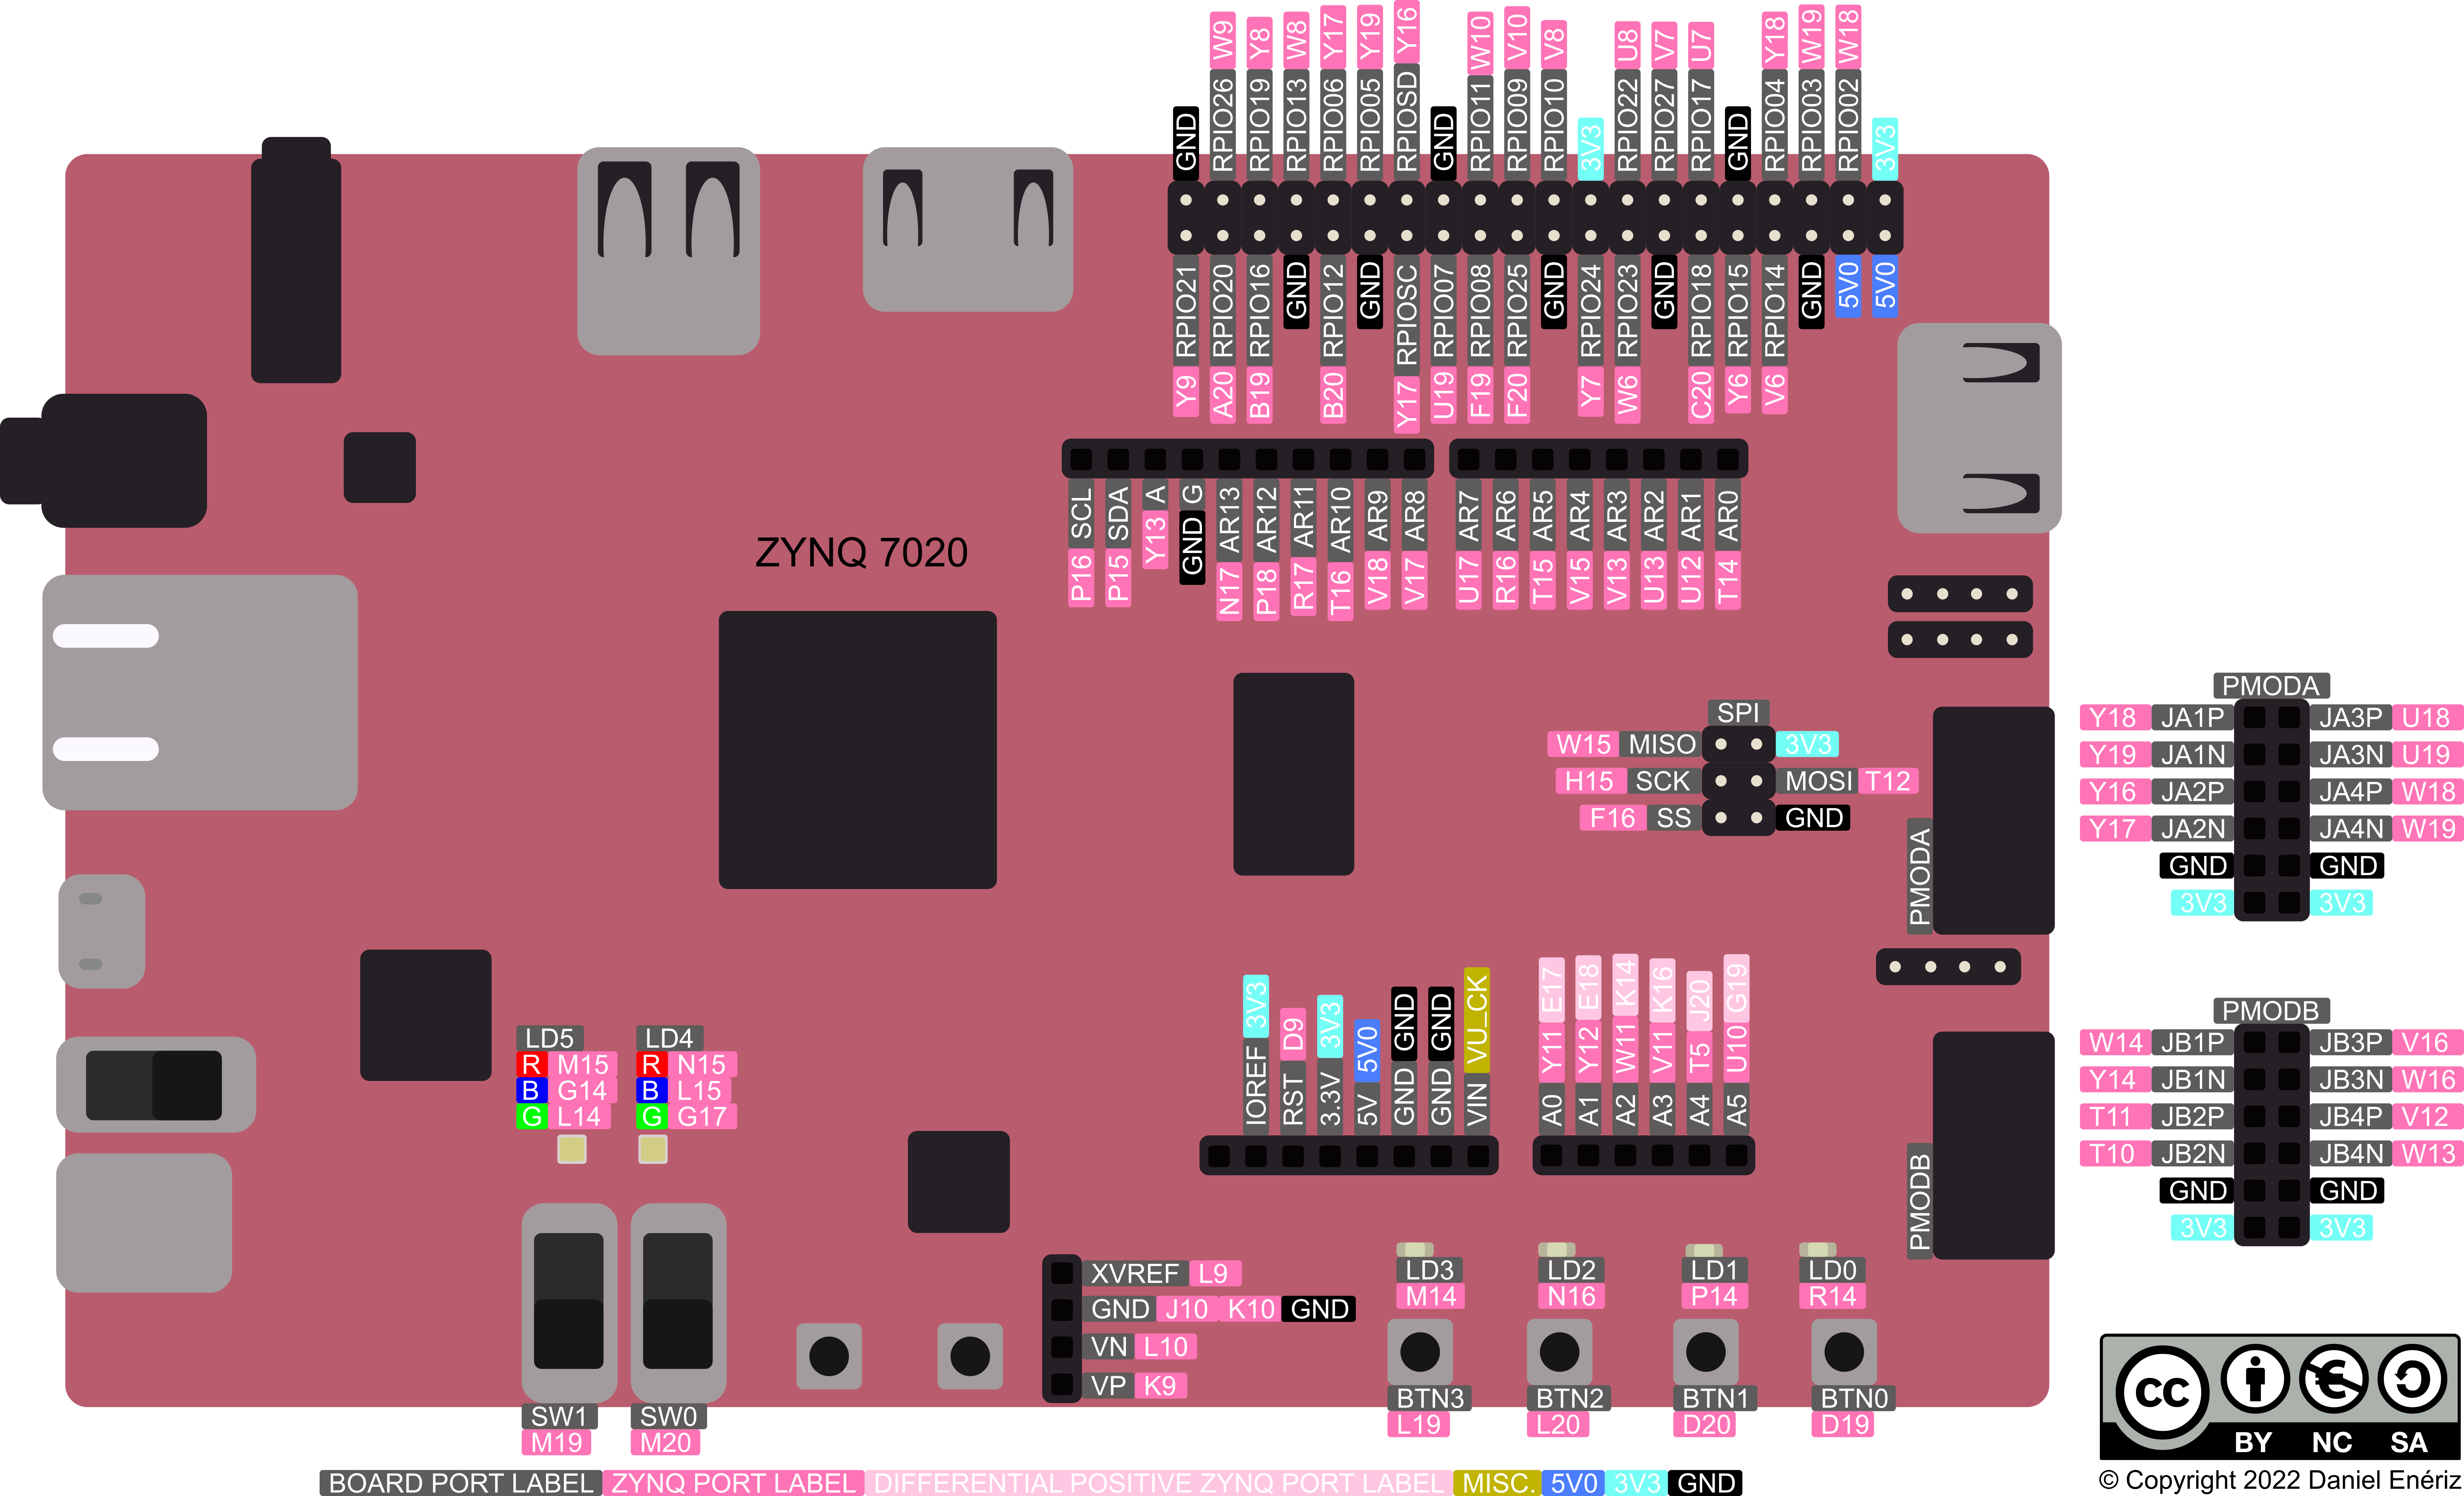 W9 Y8 W8 Y17 Y19 Y16 W10 V10 V8 U8 V7 U7 Y18 W19 W18
GND RPIO26 RPIO19 RPIO13 RPIO06 RPIO05 RPIOSD GND RPIO11 RPIO09 RPIO10 3V3 RPIO22 RPIO27 RPIO17 GND RPIO04 RPIO03 RPIO02 3V3
RPIO21 RPIO20 RPIO16 GND RPIO12 GND RPIOSC RPIO07 RPIO08 RPIO25 GND RPIO24 RPIO23 GND RPIO18 RPIO15 RPIO14 GND 5V0 5V0
Y9 A20 B19 B20 Y17 U19 F19 F20 Y7 W6 C20 Y6 V6
SCL SDA A G AR13 AR12 AR11 AR10 AR9 AR8 AR7 AR6 AR5 AR4 AR3 AR2 AR1 AR0
P16 P15 Y13 GND N17 P18 R17 T16 V18 V17 U17 R16 T15 V15 V13 U13 U12 T14
ZYNQ 7020
SPI
W15 MISO 3V3
H15 SCK MOSI T12
F16 SS GND
PMODA
PMODA
Y18 JA1P JA3P U18
Y19 JA1N JA3N U19
Y16 JA2P JA4P W18
Y17 JA2N JA4N W19
GND GND
3V3 3V3
PMODB
PMODB
W14 JB1P JB3P V16
Y14 JB1N JB3N W16
T11 JB2P JB4P V12
T10 JB2N JB4N W13
GND GND
3V3 3V3
3V3 D9 3V3 5V0 GND GND VU_CK
IOREF RST 3.3V 5V GND GND VIN
E17 E18 K14 K16 J20 G19
Y11 Y12 W11 V11 T5 U10
A0 A1 A2 A3 A4 A5
LD5 LD4
R M15 R N15
B G14 B L15
G L14 G G17
XVREF L9
GND J10 K10 GND
VN L10
VP K9
LD3 LD2 LD1 LD0
M14 N16 P14 R14
BTN3 BTN2 BTN1 BTN0
L19 L20 D20 D19
SW1 SW0
M19 M20
BOARD PORT LABEL ZYNQ PORT LABEL DIFFERENTIAL POSITIVE ZYNQ PORT LABEL MISC. 5V0 3V3 GND
cc
BY NC SA
© Copyright 2022 Daniel Enériz